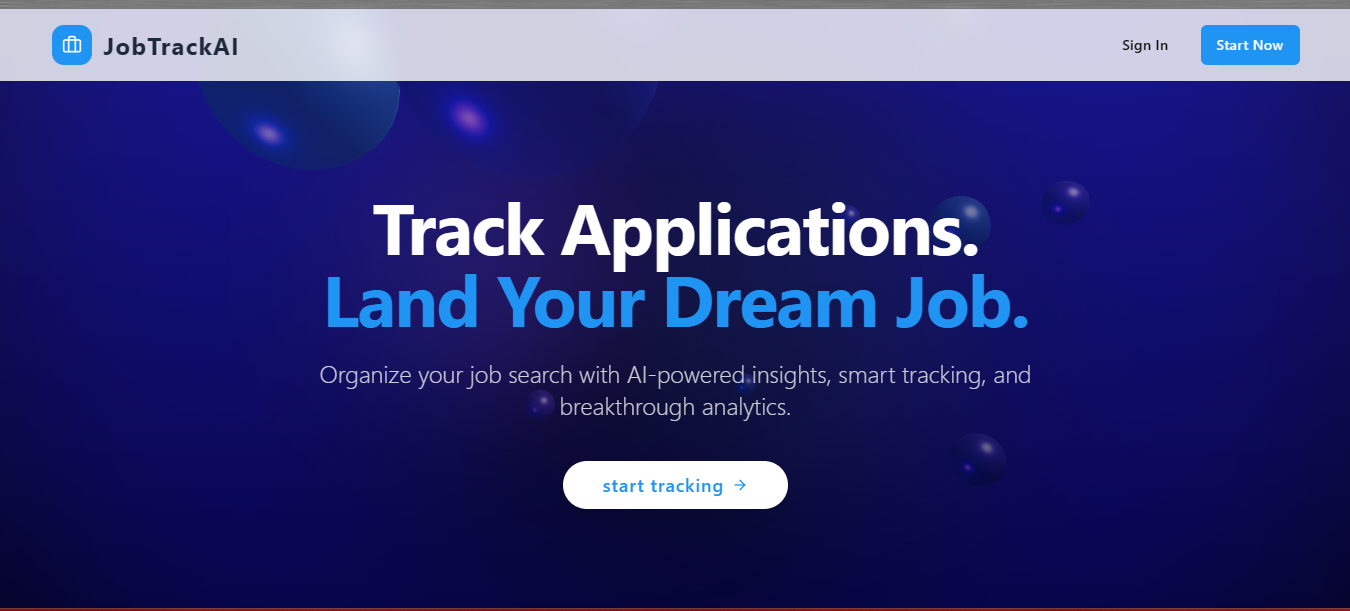 JobTrackAI
Sign In
Start Now
Track Applications.
Land Your Dream Job.
Organize your job search with AI-powered insights, smart tracking, and
breakthrough analytics.
start tracking →